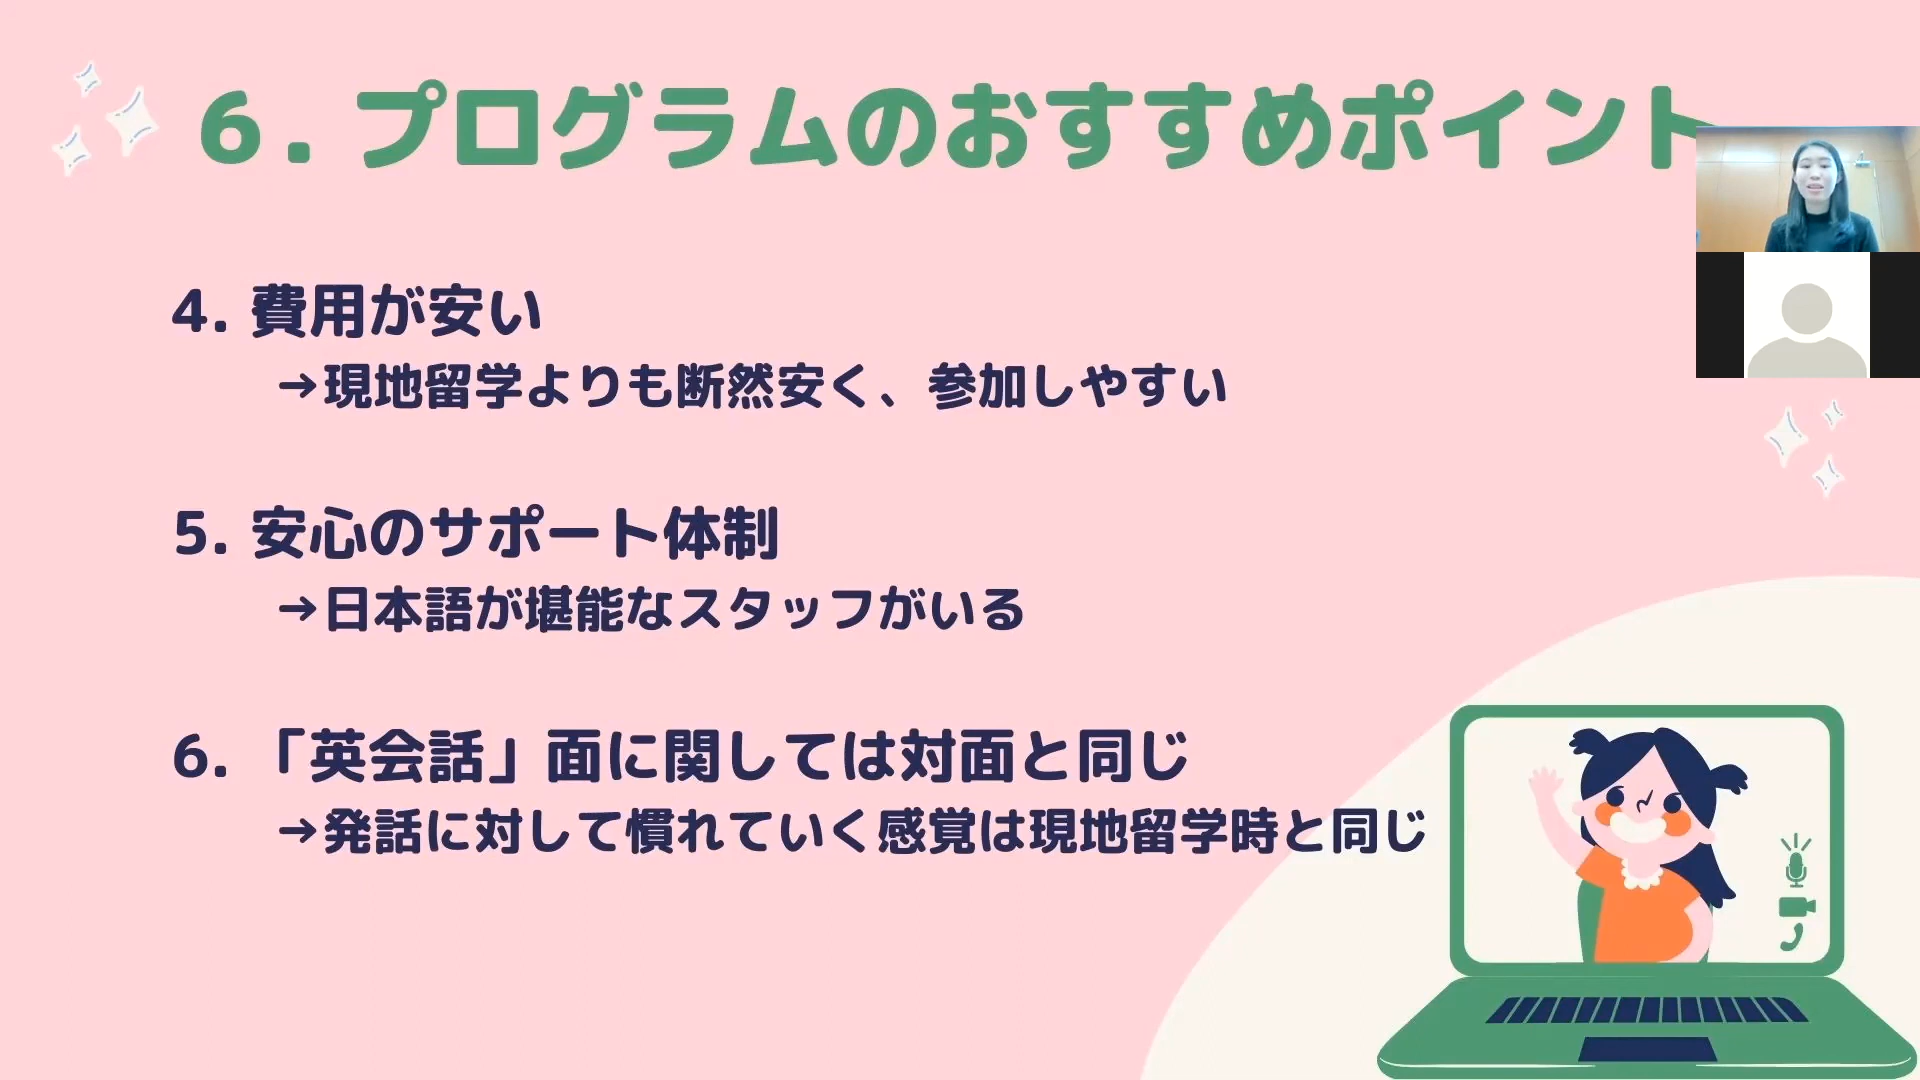 6. プログラムのおすすめポイント
4. 費用が安い
→現地留学よりも断然安く、参加しやすい
5. 安心のサポート体制
→日本語が堪能なスタッフがいる
6. 「英会話」面に関しては対面と同じ
→発話に対して慣れていく感覚は現地留学時と同じ